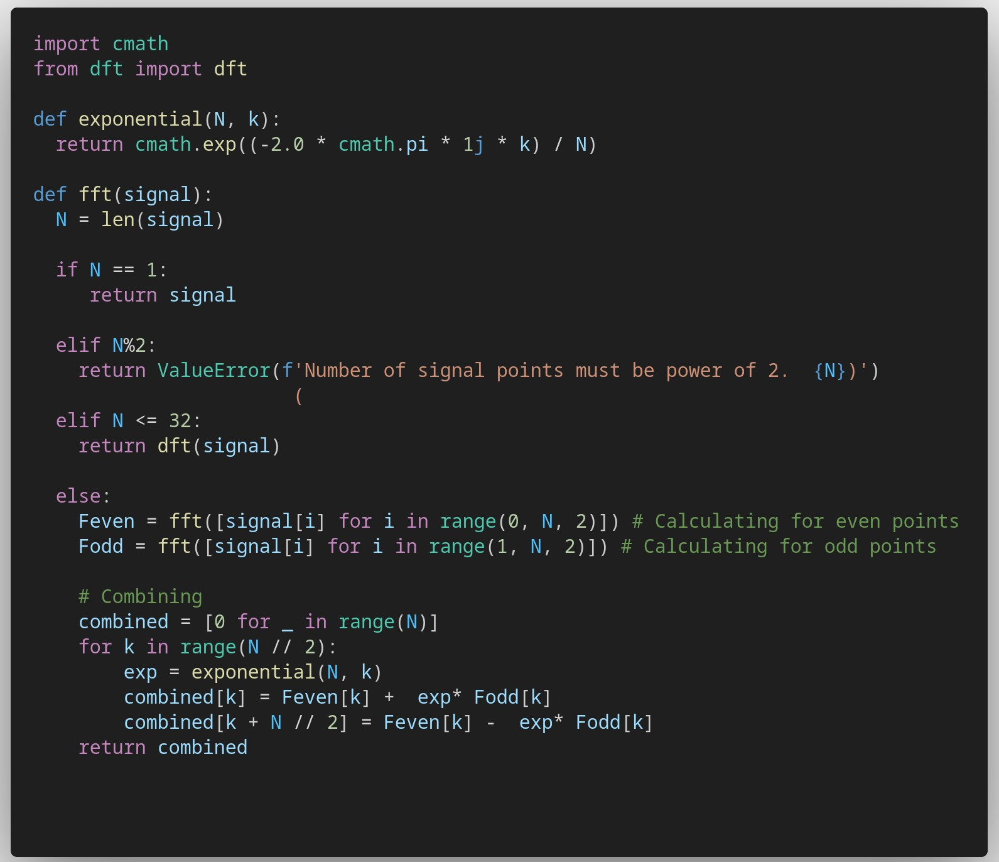 import cmath
from dft import dft
def exponential(N, k):
  return cmath.exp((-2.0 * cmath.pi * 1j * k) / N)
def fft(signal):
  N = len(signal)
  if N == 1:
     return signal
  elif N%2:
    return ValueError(f'Number of signal points must be power of 2.  {N})')
                       (
  elif N <= 32:
    return dft(signal)
  else:
    Feven = fft([signal[i] for i in range(0, N, 2)]) # Calculating for even points
    Fodd = fft([signal[i] for i in range(1, N, 2)]) # Calculating for odd points
    # Combining
    combined = [0 for _ in range(N)]
    for k in range(N // 2):
        exp = exponential(N, k)
        combined[k] = Feven[k] +  exp* Fodd[k]
        combined[k + N // 2] = Feven[k] -  exp* Fodd[k]
    return combined